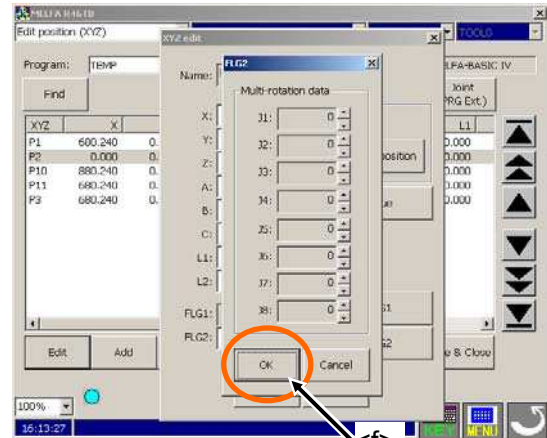 MELFA R46TB
Edit position (XYZ)
TOOL0
Program: TEMP
MELFA-BASIC IV
Find
Joint
(PRG Ext.)
XYZ X L1
P1 600.240 0. 0.000
P2 0.000 0. 0.000
P10 880.240 0. 0.000
P11 680.240 0. 0.000
P3 680.240 0. 0.000
Edit
Add
e & Close
100%
16:13:27
KEY
MENU
XYZ edit
Name:
X:
Y:
Z:
A:
B:
C:
L1:
L2:
FLG1:
FLG2:
osition
ue
G1
G2
FLG2
Multi-rotation data
J1: 0
J2: 0
J3: 0
J4: 0
J5: 0
J6: 0
J7: 0
J8: 0
OK
Cancel
<f>